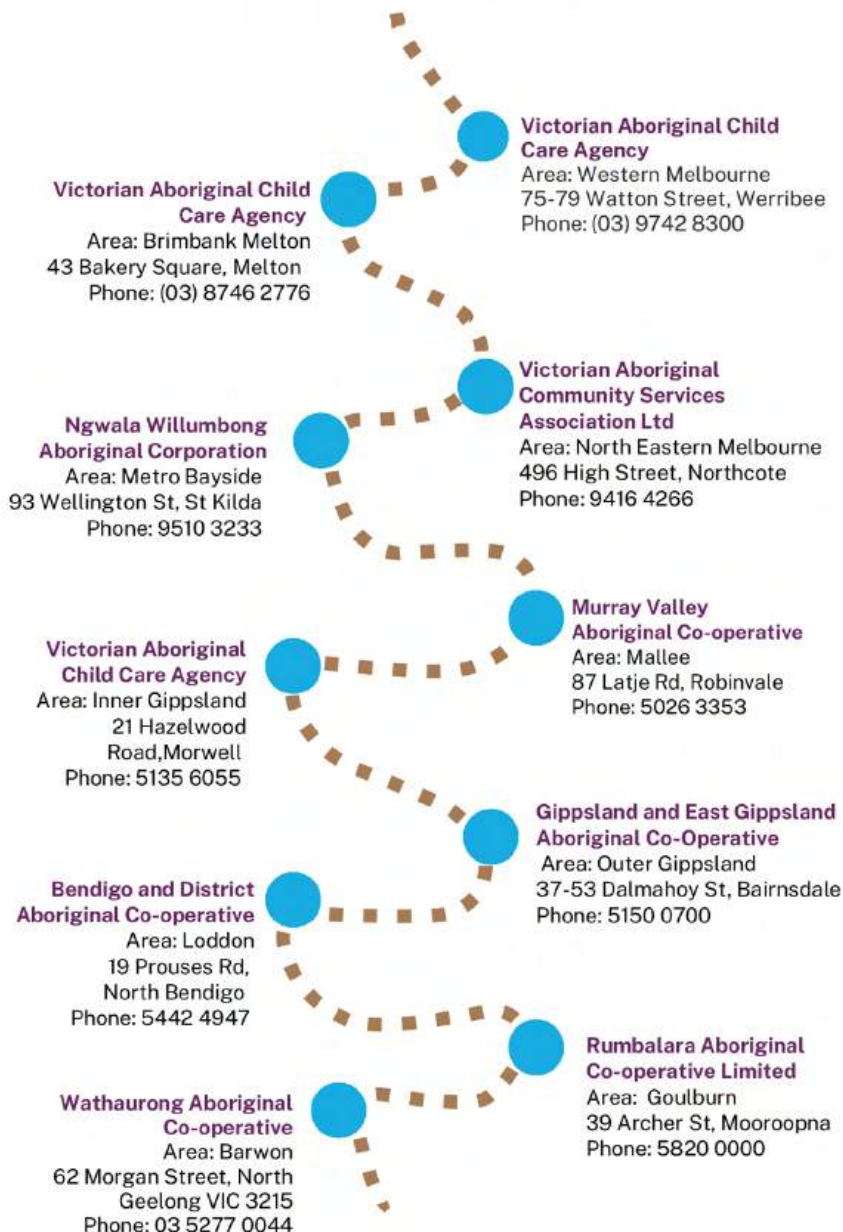 Victorian Aboriginal Child
Care Agency
Area: Western Melbourne
75-79 Watton Street, Werribee
Phone: (03) 9742 8300
Victorian Aboriginal Child
Care Agency
Area: Brimbank Melton
43 Bakery Square, Melton
Phone: (03) 8746 2776
Victorian Aboriginal
Community Services
Association Ltd
Area: North Eastern Melbourne
496 High Street, Northcote
Phone: 9416 4266
Ngwala Willumbong
Aboriginal Corporation
Area: Metro Bayside
93 Wellington St, St Kilda
Phone: 9510 3233
Murray Valley
Aboriginal Co-operative
Area: Mallee
87 Latje Rd, Robinvale
Phone: 5026 3353
Victorian Aboriginal
Child Care Agency
Area: Inner Gippsland
21 Hazelwood
Road,Morwell
Phone: 5135 6055
Gippsland and East Gippsland
Aboriginal Co-Operative
Area: Outer Gippsland
37-53 Dalmahoy St, Bairnsdale
Phone: 5150 0700
Bendigo and District
Aboriginal Co-operative
Area: Loddon
19 Prouses Rd,
North Bendigo
Phone: 5442 4947
Rumbalara Aboriginal
Co-operative Limited
Area: Goulburn
39 Archer St, Mooroopna
Phone: 5820 0000
Wathaurong Aboriginal
Co-operative
Area: Barwon
62 Morgan Street, North
Geelong VIC 3215
Phone: 03 5277 0044